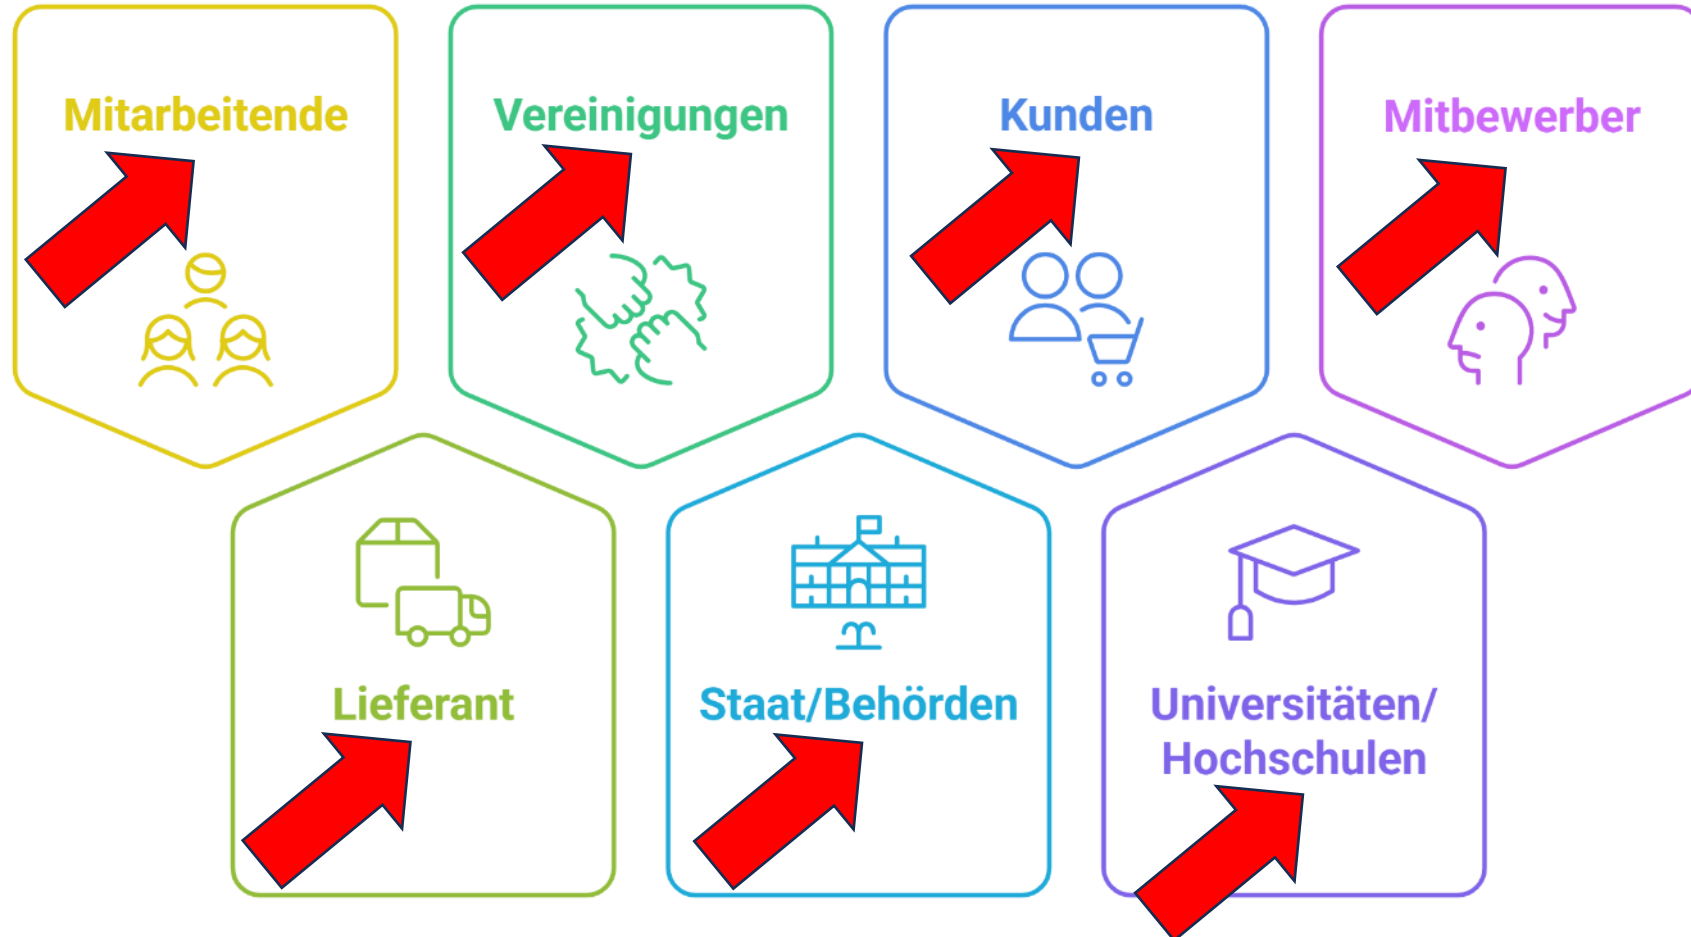 Mitarbeitende
Vereinigungen
Kunden
Mitbewerber
Lieferant
Staat/Behörden
Universitäten/
Hochschulen